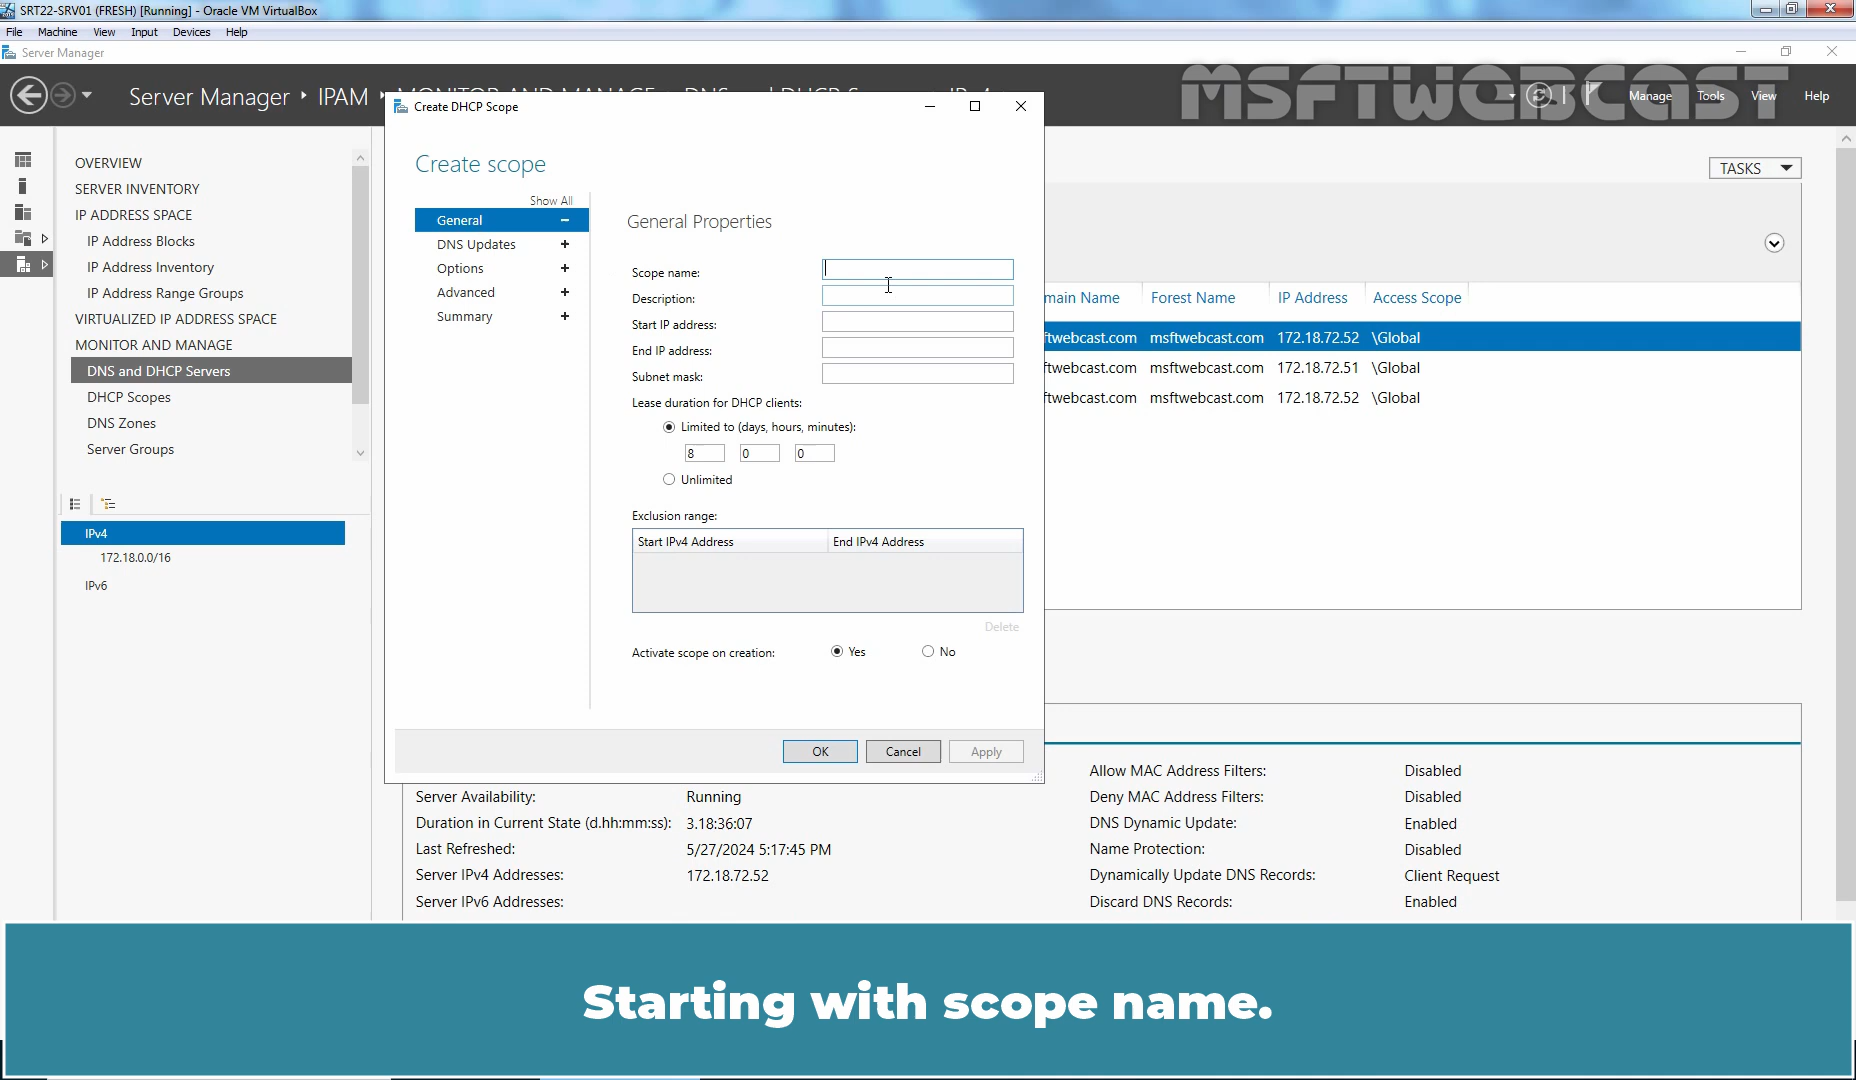 SRT22-SRV01 (FRESH) [Running] - Oracle VM VirtualBox
File Machine View Input Devices Help
Server Manager
Server Manager IPAM
MSFTWEBCAST
Manage Tools View Help
Create DHCP Scope
OVERVIEW
SERVER INVENTORY
IP ADDRESS SPACE
IP Address Blocks
IP Address Inventory
IP Address Range Groups
VIRTUALIZED IP ADDRESS SPACE
MONITOR AND MANAGE
DNS and DHCP Servers
DHCP Scopes
DNS Zones
Server Groups
IPv4
172.18.0.0/16
IPv6
Create scope
Show All
General
DNS Updates
Options
Advanced
Summary
General Properties
Scope name:
Description:
Start IP address:
End IP address:
Subnet mask:
Lease duration for DHCP clients:
Limited to (days, hours, minutes):
8 0 0
Unlimited
Exclusion range:
Start IPv4 Address End IPv4 Address
Delete
Activate scope on creation: Yes No
OK Cancel Apply
TASKS
main Name Forest Name IP Address Access Scope
ftwebcast.com msftwebcast.com 172.18.72.52 \Global
ftwebcast.com msftwebcast.com 172.18.72.51 \Global
ftwebcast.com msftwebcast.com 172.18.72.52 \Global
Allow MAC Address Filters: Disabled
Server Availability: Running Deny MAC Address Filters: Disabled
Duration in Current State (d.hh:mm:ss): 3.18:36:07 DNS Dynamic Update: Enabled
Last Refreshed: 5/27/2024 5:17:45 PM Name Protection: Disabled
Server IPv4 Addresses: 172.18.72.52 Dynamically Update DNS Records: Client Request
Server IPv6 Addresses: Discard DNS Records: Enabled
Starting with scope name.